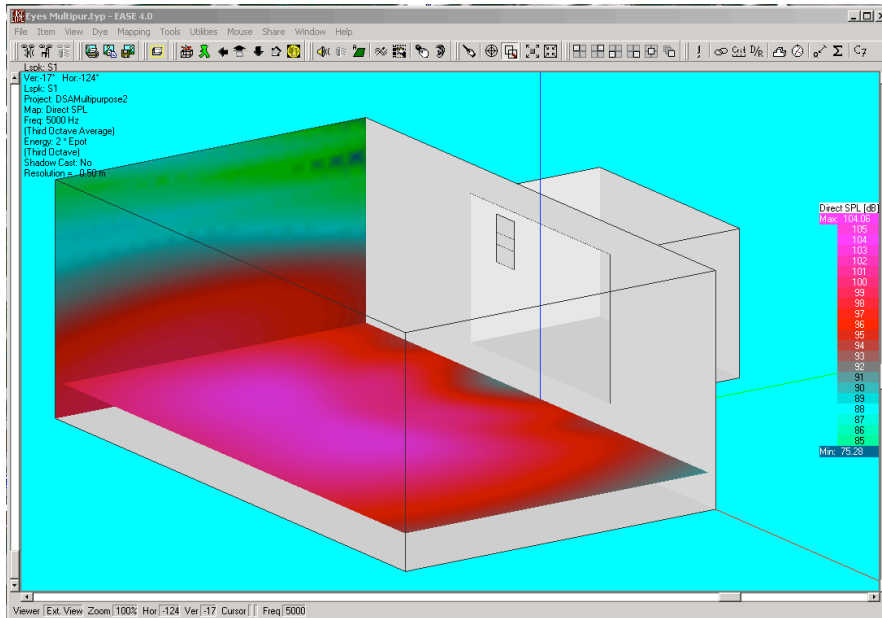 Eyes Multipur.typ - EASE 4.0
File Item View Dye Mapping Tools Utilities Mouse Share Window Help
Crit D/R Σ C7
Lspk: S1
Ver:-17° Hor:-124°
Lspk: S1
Project: DSAMultipurpose2
Map: Direct SPL
Freq: 5000 Hz
(Third Octave Average)
Energy: 2 * Epot
(Third Octave)
Shadow Cast: No
Resolution = 0.50 m
Direct SPL [dB]
Max: 104.06
105
104
103
102
101
100
99
98
97
96
95
94
93
92
91
90
89
88
87
86
85
Min: 75.28
Viewer Ext. View Zoom 100% Hor -124 Ver -17 Cursor Freq 5000